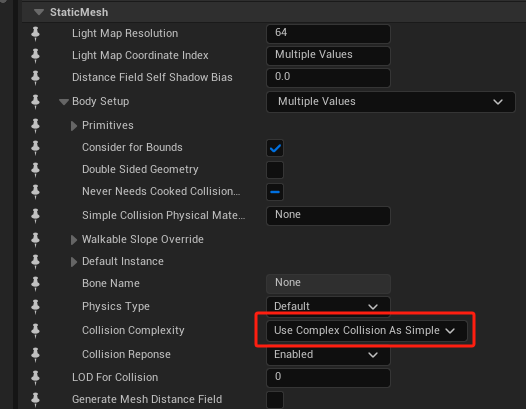 StaticMesh
Light Map Resolution 64
Light Map Coordinate Index Multiple Values
Distance Field Self Shadow Bias 0.0
Body Setup Multiple Values
Primitives
Consider for Bounds
Double Sided Geometry
Never Needs Cooked Collision...
Simple Collision Physical Mate... None
Walkable Slope Override
Default Instance
Bone Name None
Physics Type Default
Collision Complexity Use Complex Collision As Simple
Collision Reponse Enabled
LOD For Collision 0
Generate Mesh Distance Field